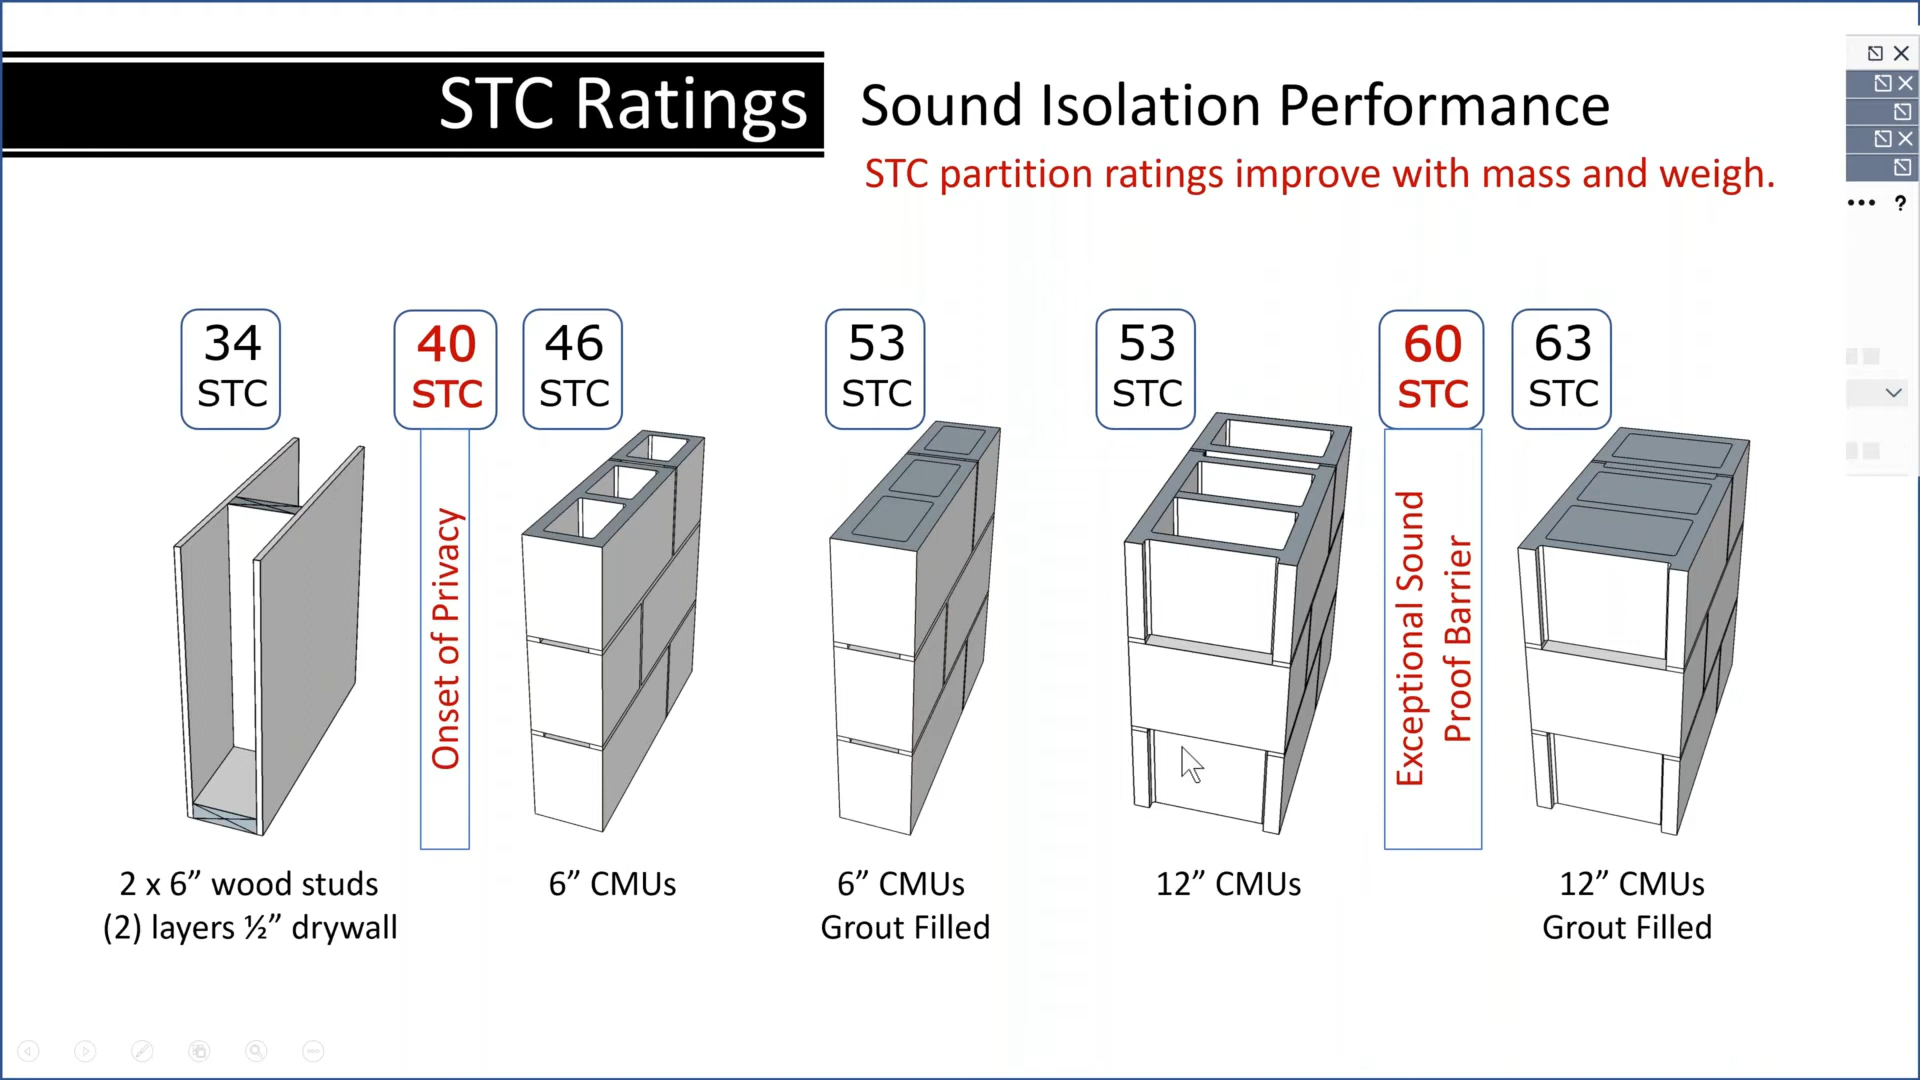 STC Ratings
Sound Isolation Performance
STC partition ratings improve with mass and weigh.
34
STC
40
STC
46
STC
53
STC
53
STC
60
STC
63
STC
Onset of Privacy
Exceptional Sound
Proof Barrier
2 x 6” wood studs
(2) layers ½” drywall
6” CMUs
6” CMUs
Grout Filled
12” CMUs
12” CMUs
Grout Filled